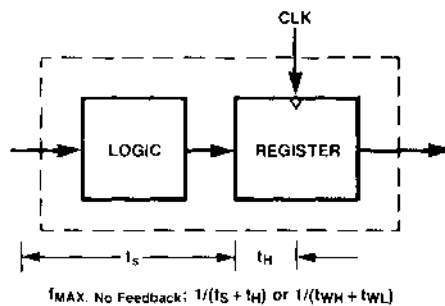 CLK
LOGIC
REGISTER
tS
tH
fMAX. No Feedback; 1/(tS + tH) or 1/(tWH + tWL)